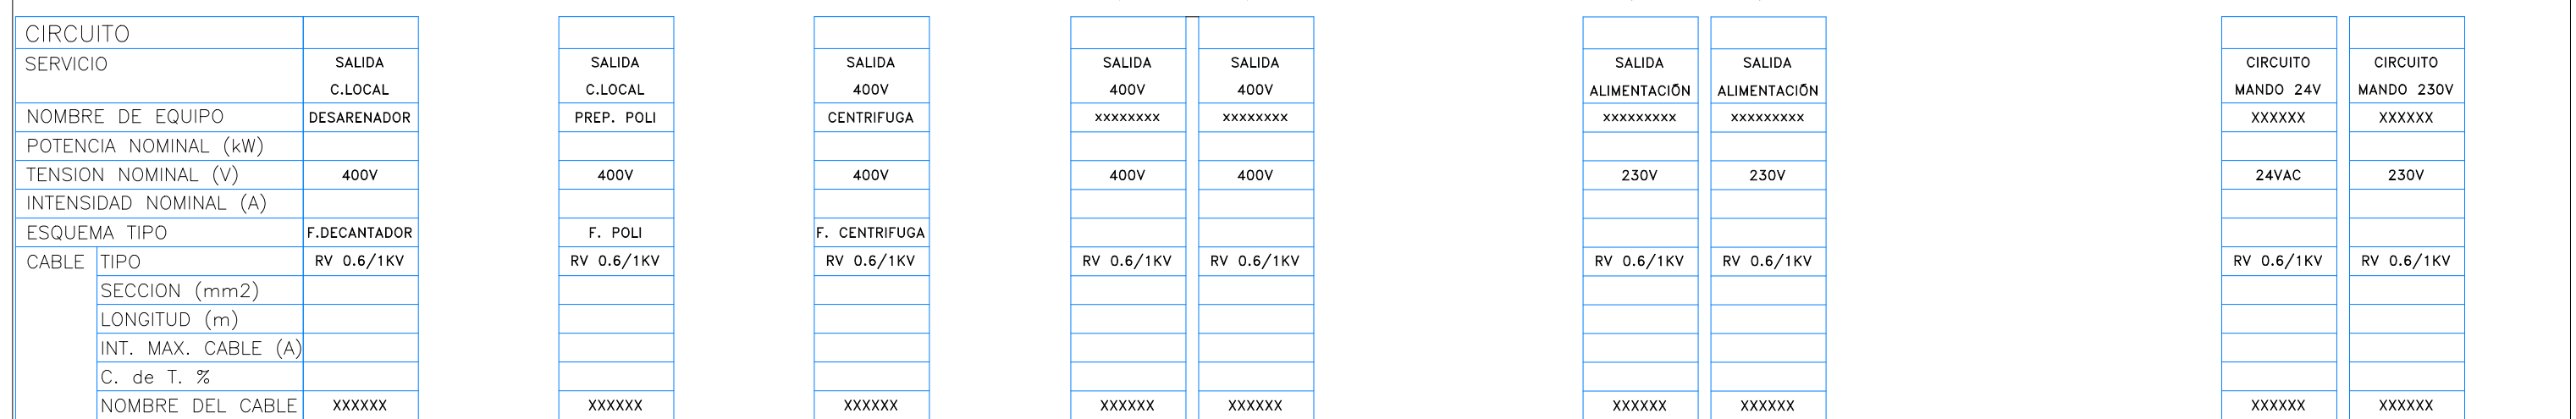 CIRCUITO
SERVICIO SALIDA SALIDA SALIDA SALIDA SALIDA SALIDA SALIDA CIRCUITO CIRCUITO
C.LOCAL C.LOCAL 400V 400V 400V ALIMENTACIÓN ALIMENTACIÓN MANDO 24V MANDO 230V
NOMBRE DE EQUIPO DESARENADOR PREP. POLI CENTRIFUGA xxxxxxxx xxxxxxxx xxxxxxxxx xxxxxxxxx XXXXXX XXXXXX
POTENCIA NOMINAL (kW)
TENSION NOMINAL (V) 400V 400V 400V 400V 400V 230V 230V 24VAC 230V
INTENSIDAD NOMINAL (A)
ESQUEMA TIPO F.DECANTADOR F. POLI F. CENTRIFUGA
CABLE TIPO RV 0.6/1KV RV 0.6/1KV RV 0.6/1KV RV 0.6/1KV RV 0.6/1KV RV 0.6/1KV RV 0.6/1KV RV 0.6/1KV RV 0.6/1KV
SECCION (mm2)
LONGITUD (m)
INT. MAX. CABLE (A)
C. de T. %
NOMBRE DEL CABLE XXXXXX XXXXXX XXXXXX XXXXXX XXXXXX XXXXXX XXXXXX XXXXXX XXXXXX